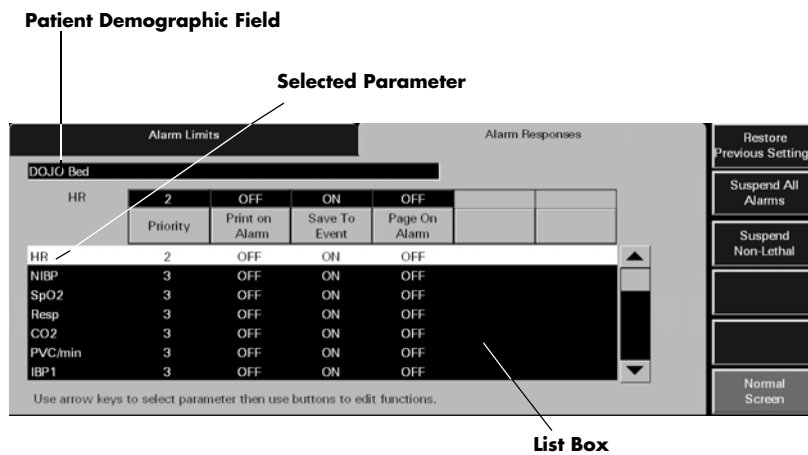 Patient Demographic Field
Selected Parameter
Alarm Limits
Alarm Responses
DOJO Bed
HR 2 OFF ON OFF
Priority Print on Alarm Save To Event Page On Alarm
HR 2 OFF ON OFF
NIBP 3 OFF ON OFF
SpO2 3 OFF ON OFF
Resp 3 OFF ON OFF
CO2 3 OFF ON OFF
PVC/min 3 OFF ON OFF
IBP1 3 OFF ON OFF
Use arrow keys to select parameter then use buttons to edit functions.
Restore
Previous Setting
Suspend All
Alarms
Suspend
Non-Lethal
Normal
Screen
List Box